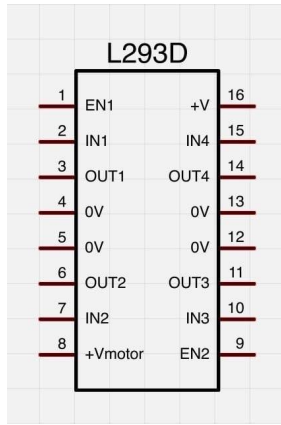 L293D
1 EN1 +V 16
2 IN1 IN4 15
3 OUT1 OUT4 14
4 0V 0V 13
5 0V 0V 12
6 OUT2 OUT3 11
7 IN2 IN3 10
8 +Vmotor EN2 9